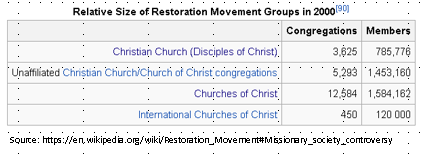 Relative Size of Restoration Movement Groups in 2000[90]
Congregations Members
Christian Church (Disciples of Christ) 3,625 785,776
Unaffiliated Christian Church/Church of Christ congregations 5,293 1,453,160
Churches of Christ 12,584 1,584,162
International Churches of Christ 450 120 000
Source: https://en.wikipedia.org/wiki/Restoration_Movement#Missionary_society_controversy